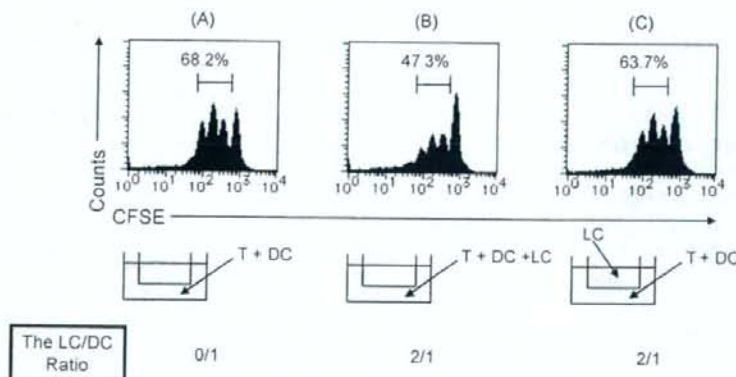 (A) (B) (C)
68.2% 47.3% 63.7%
Counts
10⁰ 10¹ 10² 10³ 10⁴ 10⁰ 10¹ 10² 10³ 10⁴ 10⁰ 10¹ 10² 10³ 10⁴
CFSE
T + DC T + DC +LC LC T + DC
The LC/DC
Ratio
0/1 2/1 2/1